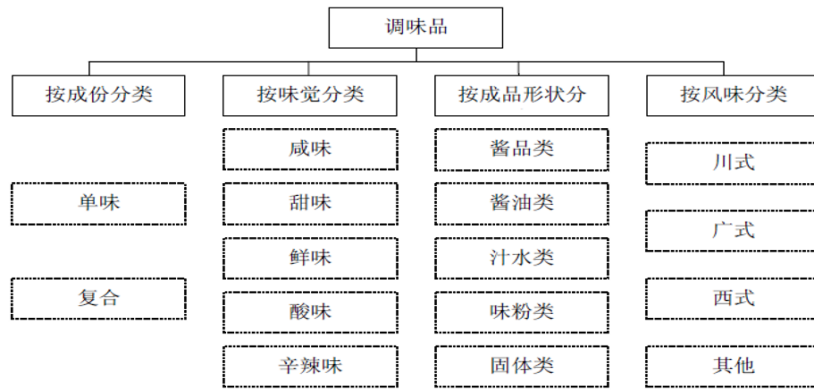 调味品
按成份分类
单味
复合
按味觉分类
咸味
甜味
鲜味
酸味
辛辣味
按成品形状分
酱品类
酱油类
汁水类
味粉类
固体类
按风味分类
川式
广式
西式
其他